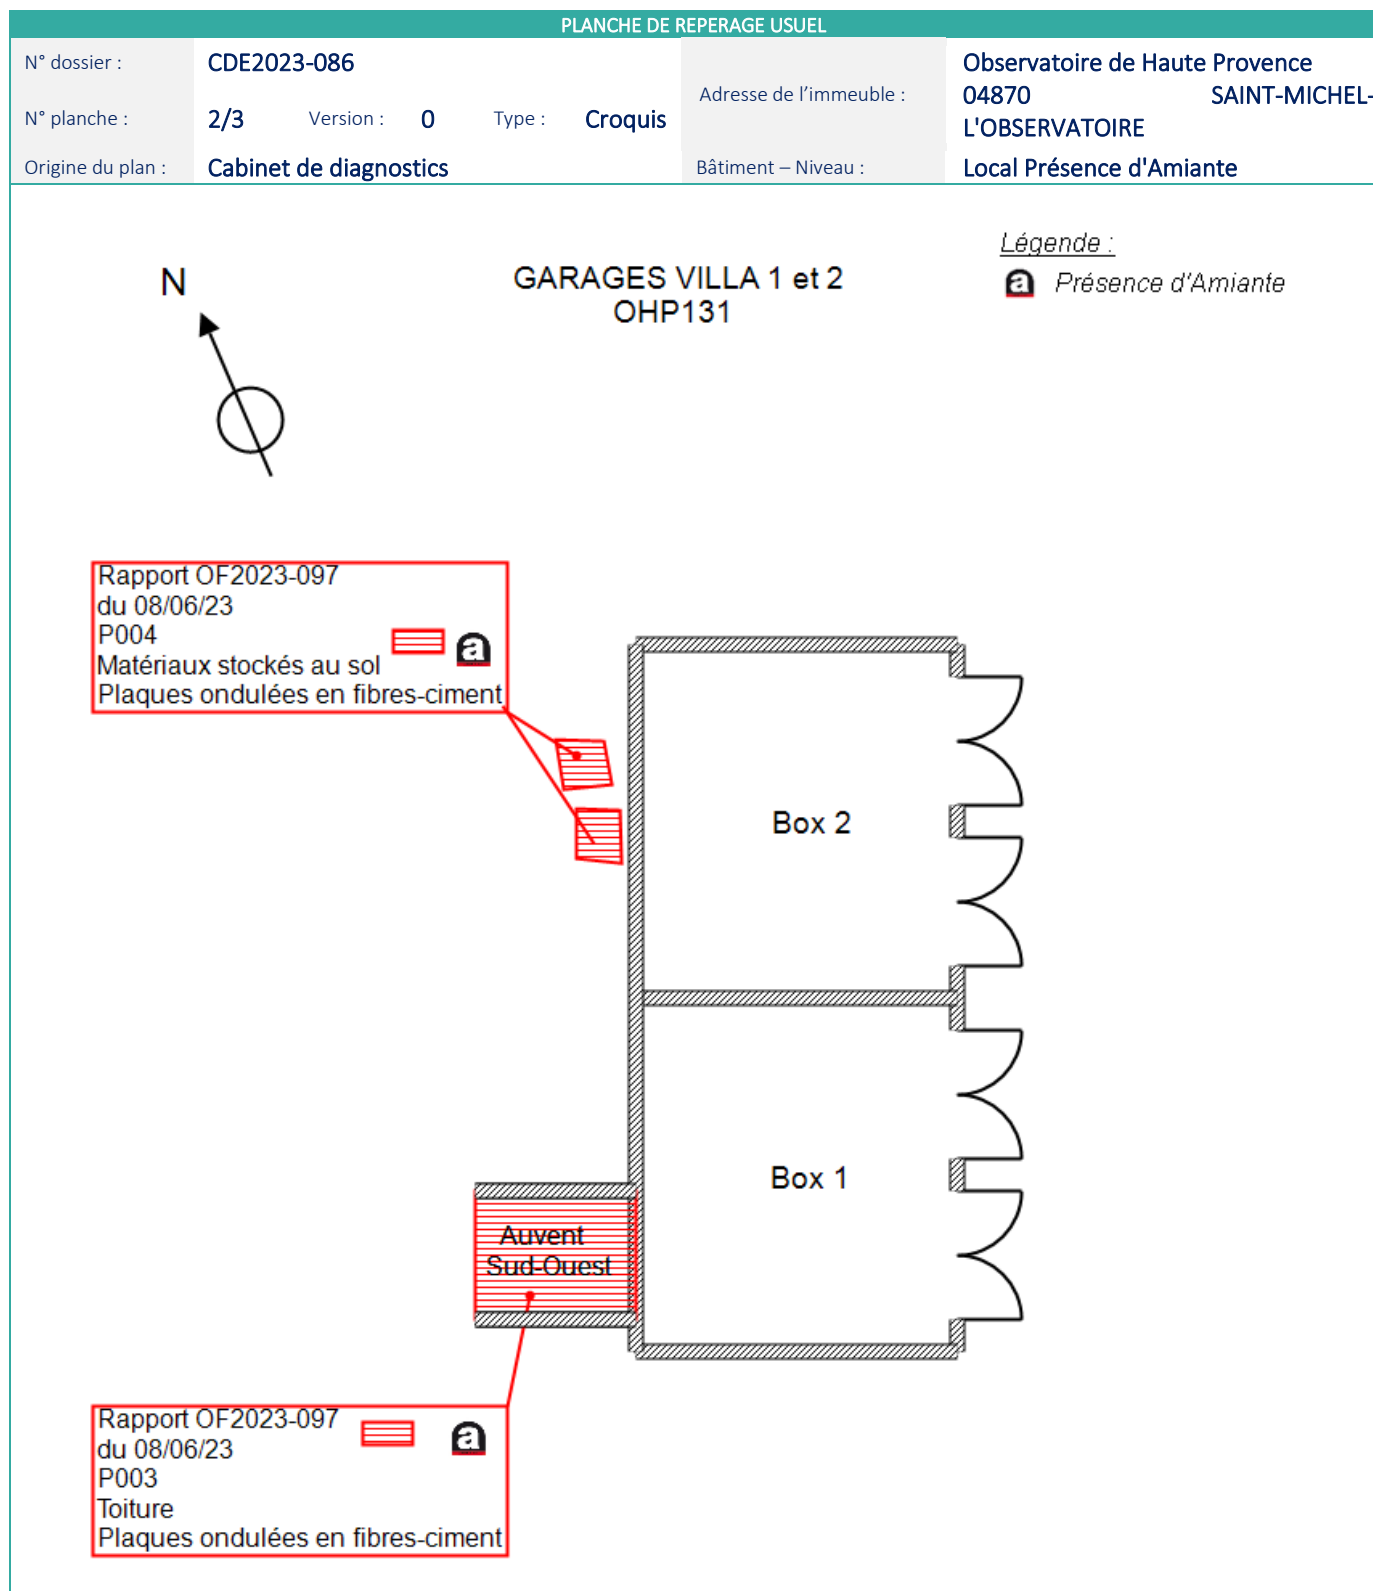 PLANCHE DE REPERAGE USUEL
N° dossier : CDE2023-086
Adresse de l'immeuble :
Observatoire de Haute Provence
04870 SAINT-MICHEL-
L'OBSERVATOIRE
N° planche : 2/3 Version : 0 Type : Croquis
Origine du plan : Cabinet de diagnostics
Bâtiment – Niveau : Local Présence d'Amiante
Légende :
a Présence d'Amiante
N
GARAGES VILLA 1 et 2
OHP131
Rapport OF2023-097
du 08/06/23
P004
a
Matériaux stockés au sol
Plaques ondulées en fibres-ciment
Box 2
Box 1
Auvent
Sud-Ouest
Rapport OF2023-097
a
du 08/06/23
P003
Toiture
Plaques ondulées en fibres-ciment